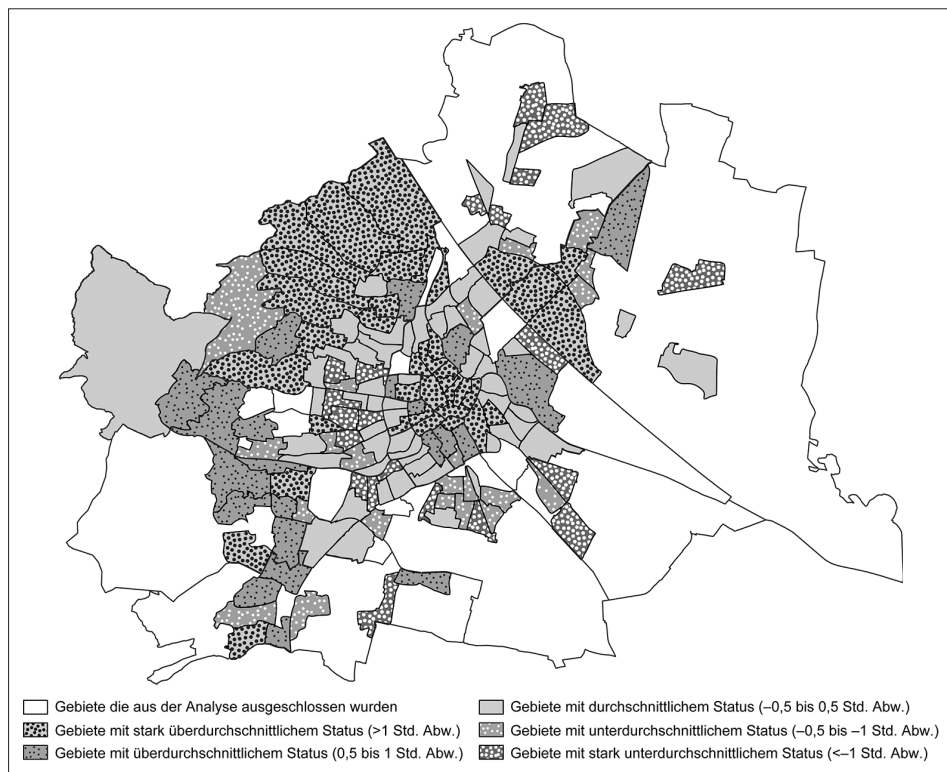 Gebiete die aus der Analyse ausgeschlossen wurden
Gebiete mit stark überdurchschnittlichem Status (>1 Std. Abw.)
Gebiete mit überdurchschnittlichem Status (0,5 bis 1 Std. Abw.)
Gebiete mit durchschnittlichem Status (–0,5 bis 0,5 Std. Abw.)
Gebiete mit unterdurchschnittlichem Status (–0,5 bis –1 Std. Abw.)
Gebiete mit stark unterdurchschnittlichem Status (<–1 Std. Abw.)